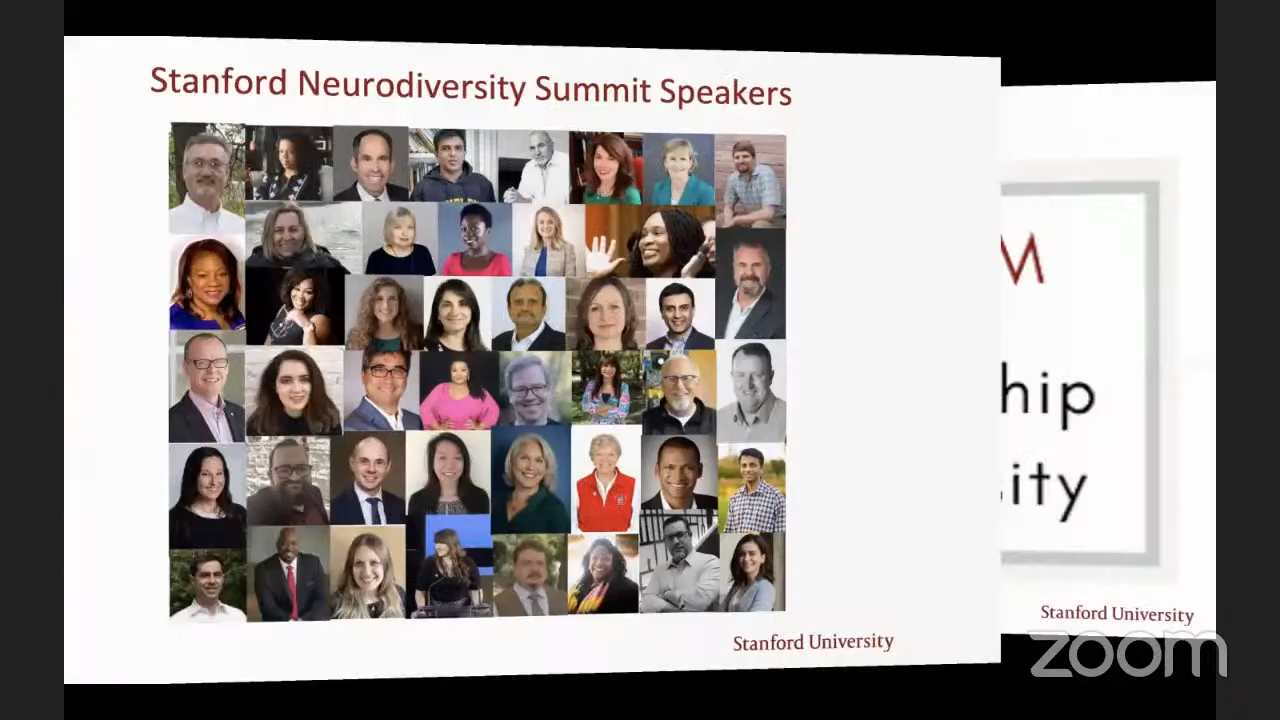 Stanford Neurodiversity Summit Speakers
Stanford University
M
hip
ity
Stanford University
zoom